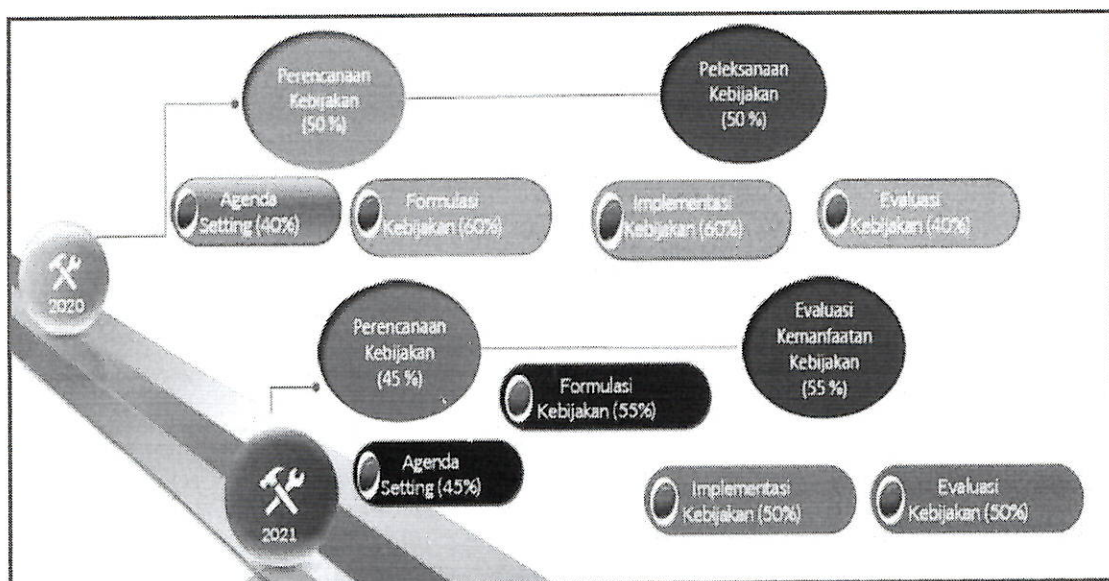 Perencanaan
Kebijakan
(50 %)
Peleksanaan
Kebijakan
(50 %)
Agenda
Setting (40%)
Formulasi
Kebijakan (60%)
Implementasi
Kebijakan (60%)
Evaluasi
Kebijakan (40%)
2020
Perencanaan
Kebijakan
(45 %)
Evaluasi
Kemanfaatan
Kebijakan
(55 %)
Formulasi
Kebijakan (55%)
Agenda
Setting (45%)
Implementasi
Kebijakan (50%)
Evaluasi
Kebijakan (50%)
2021